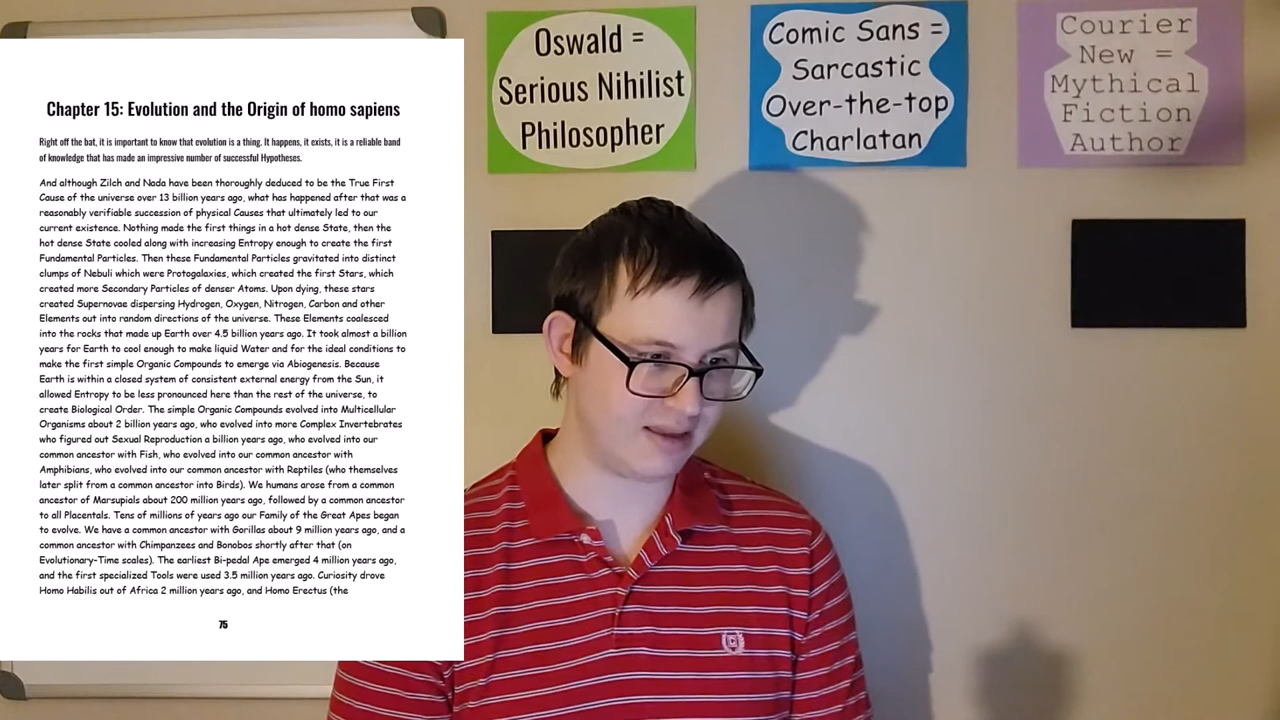 Chapter 15: Evolution and the Origin of homo sapiens
Right off the bat, it is important to know that evolution is a thing. It happens, it exists, it is a reliable band
of knowledge that has made an impressive number of successful Hypotheses.
And although Zilch and Nada have been thoroughly deduced to be the True First
Cause of the universe over 13 billion years ago, what has happened after that was a
reasonably verifiable succession of physical Causes that ultimately led to our
current existence. Nothing made the first things in a hot dense State, then the
hot dense State cooled along with increasing Entropy enough to create the first
Fundamental Particles. Then these Fundamental Particles gravitated into distinct
clumps of Nebuli which were Protogalaxies, which created the first Stars, which
created more Secondary Particles of denser Atoms. Upon dying, these stars
created Supernovae dispersing Hydrogen, Oxygen, Nitrogen, Carbon and other
Elements out into random directions of the universe. These Elements coalesced
into the rocks that made up Earth over 4.5 billion years ago. It took almost a billion
years for Earth to cool enough to make liquid Water and for the ideal conditions to
make the first simple Organic Compounds to emerge via Abiogenesis. Because
Earth is within a closed system of consistent external energy from the Sun, it
allowed Entropy to be less pronounced here than the rest of the universe, to
create Biological Order. The simple Organic Compounds evolved into Multicellular
Organisms about 2 billion years ago, who evolved into more Complex Invertebrates
who figured out Sexual Reproduction a billion years ago, who evolved into our
common ancestor with Fish, who evolved into our common ancestor with
Amphibians, who evolved into our common ancestor with Reptiles (who themselves
later split from a common ancestor into Birds). We humans arose from a common
ancestor of Marsupials about 200 million years ago, followed by a common ancestor
to all Placentals. Tens of millions of years ago our Family of the Great Apes began
to evolve. We have a common ancestor with Gorillas about 9 million years ago, and a
common ancestor with Chimpanzees and Bonobos shortly after that (on
Evolutionary-Time scales). The earliest Bi-pedal Ape emerged 4 million years ago,
and the first specialized Tools were used 3.5 million years ago. Curiosity drove
Homo Habilis out of Africa 2 million years ago, and Homo Erectus (the
75
Oswald =
Serious Nihilist
Philosopher
Comic Sans =
Sarcastic
Over-the-top
Charlatan
Courier
New =
Mythical
Fiction
Author